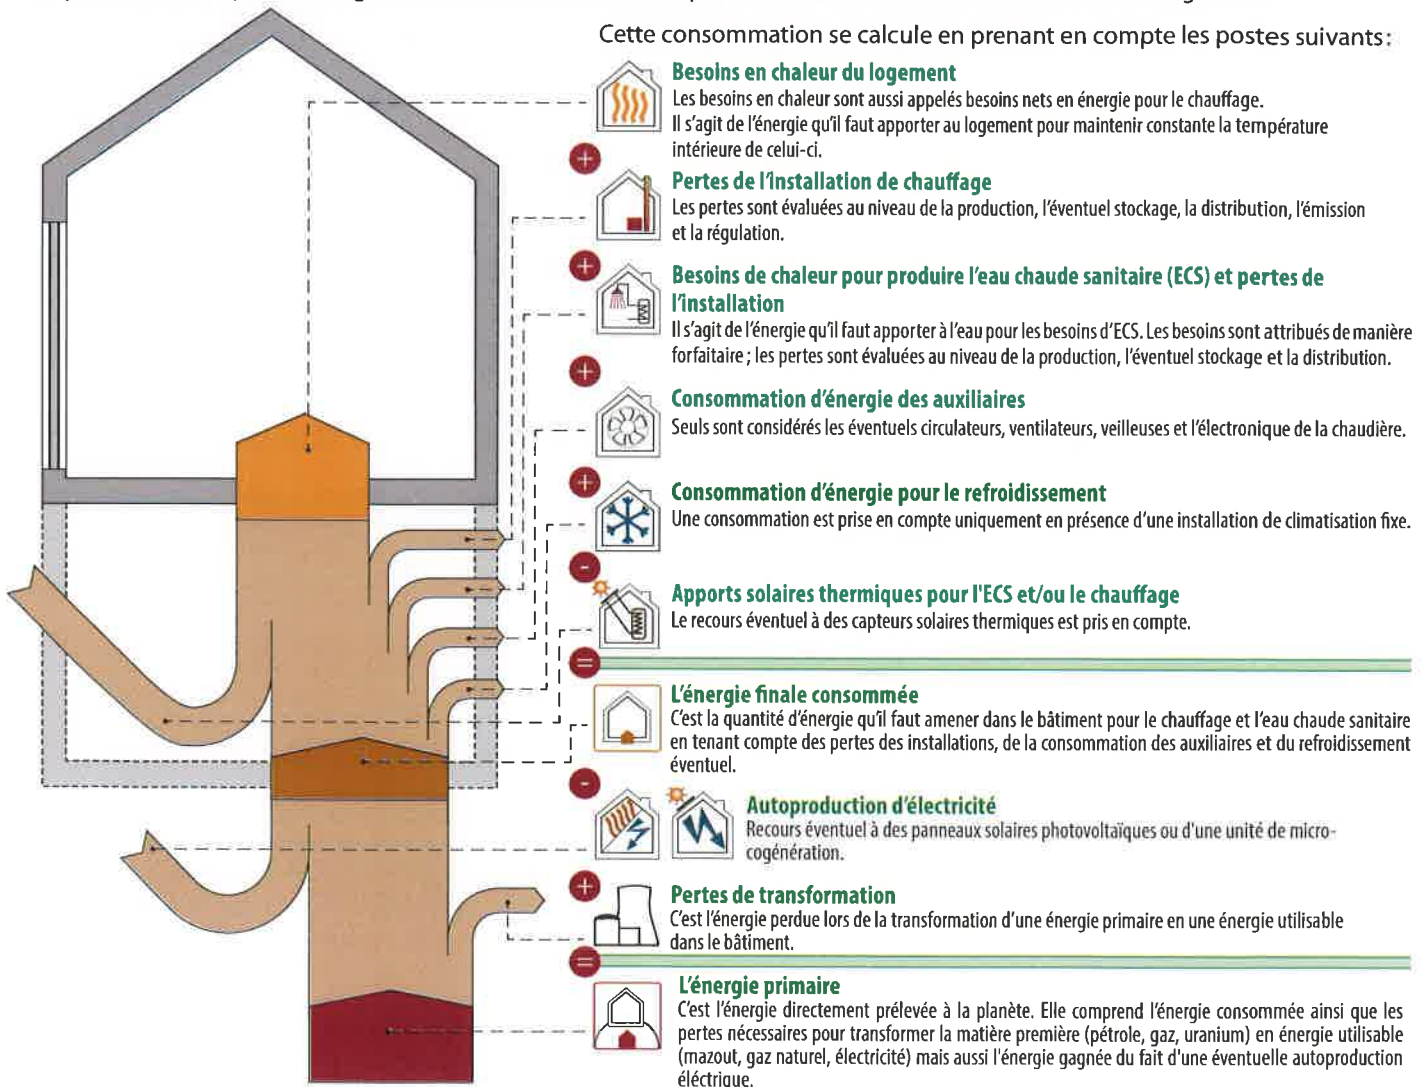 Cette consommation se calcule en prenant en compte les postes suivants:
Besoins en chaleur du logement
Les besoins en chaleur sont aussi appelés besoins nets en énergie pour le chauffage.
Il s'agit de l'énergie qu'il faut apporter au logement pour maintenir constante la température
intérieure de celui-ci.
+
Pertes de l'installation de chauffage
Les pertes sont évaluées au niveau de la production, l'éventuel stockage, la distribution, l'émission
et la régulation.
+
Besoins de chaleur pour produire l'eau chaude sanitaire (ECS) et pertes de
l'installation
Il s'agit de l'énergie qu'il faut apporter à l'eau pour les besoins d'ECS. Les besoins sont attribués de manière
forfaitaire ; les pertes sont évaluées au niveau de la production, l'éventuel stockage et la distribution.
+
Consommation d'énergie des auxiliaires
Seuls sont considérés les éventuels circulateurs, ventilateurs, veilleuses et l'électronique de la chaudière.
+
Consommation d'énergie pour le refroidissement
Une consommation est prise en compte uniquement en présence d'une installation de climatisation fixe.
-
Apports solaires thermiques pour l'ECS et/ou le chauffage
Le recours éventuel à des capteurs solaires thermiques est pris en compte.
=
L'énergie finale consommée
C'est la quantité d'énergie qu'il faut amener dans le bâtiment pour le chauffage et l'eau chaude sanitaire
en tenant compte des pertes des installations, de la consommation des auxiliaires et du refroidissement
éventuel.
-
Autoproduction d'électricité
Recours éventuel à des panneaux solaires photovoltaïques ou d'une unité de micro-
cogénération.
+
Pertes de transformation
C'est l'énergie perdue lors de la transformation d'une énergie primaire en une énergie utilisable
dans le bâtiment.
=
L'énergie primaire
C'est l'énergie directement prélevée à la planète. Elle comprend l'énergie consommée ainsi que les
pertes nécessaires pour transformer la matière première (pétrole, gaz, uranium) en énergie utilisable
(mazout, gaz naturel, électricité) mais aussi l'énergie gagnée du fait d'une éventuelle autoproduction
éléctrique.